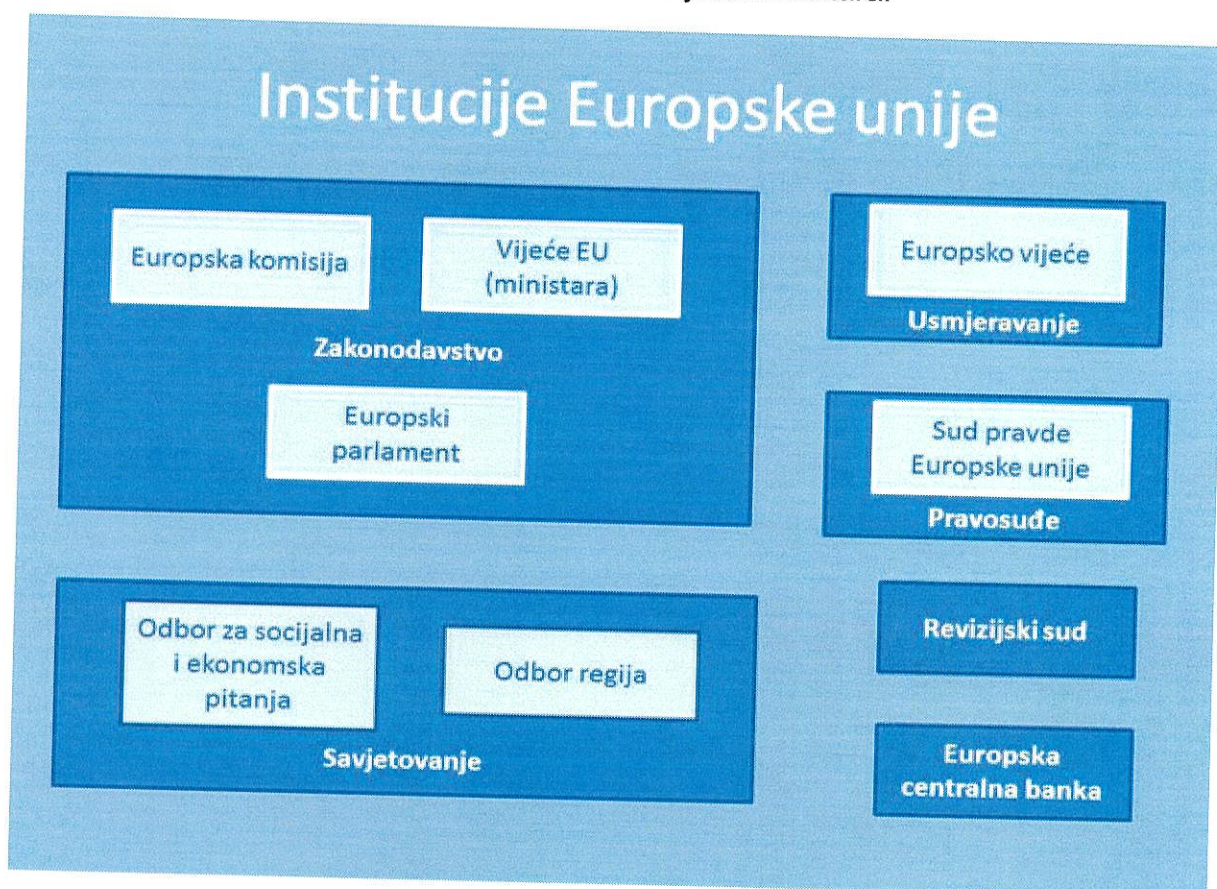 Institucije Europske unije
Europska komisija
Vijeće EU
(ministara)
Zakonodavstvo
Europski
parlament
Europsko vijeće
Usmjeravanje
Sud pravde
Europske unije
Pravosuđe
Odbor za socijalna
i ekonomska
pitanja
Odbor regija
Savjetovanje
Revizijski sud
Europska
centralna banka